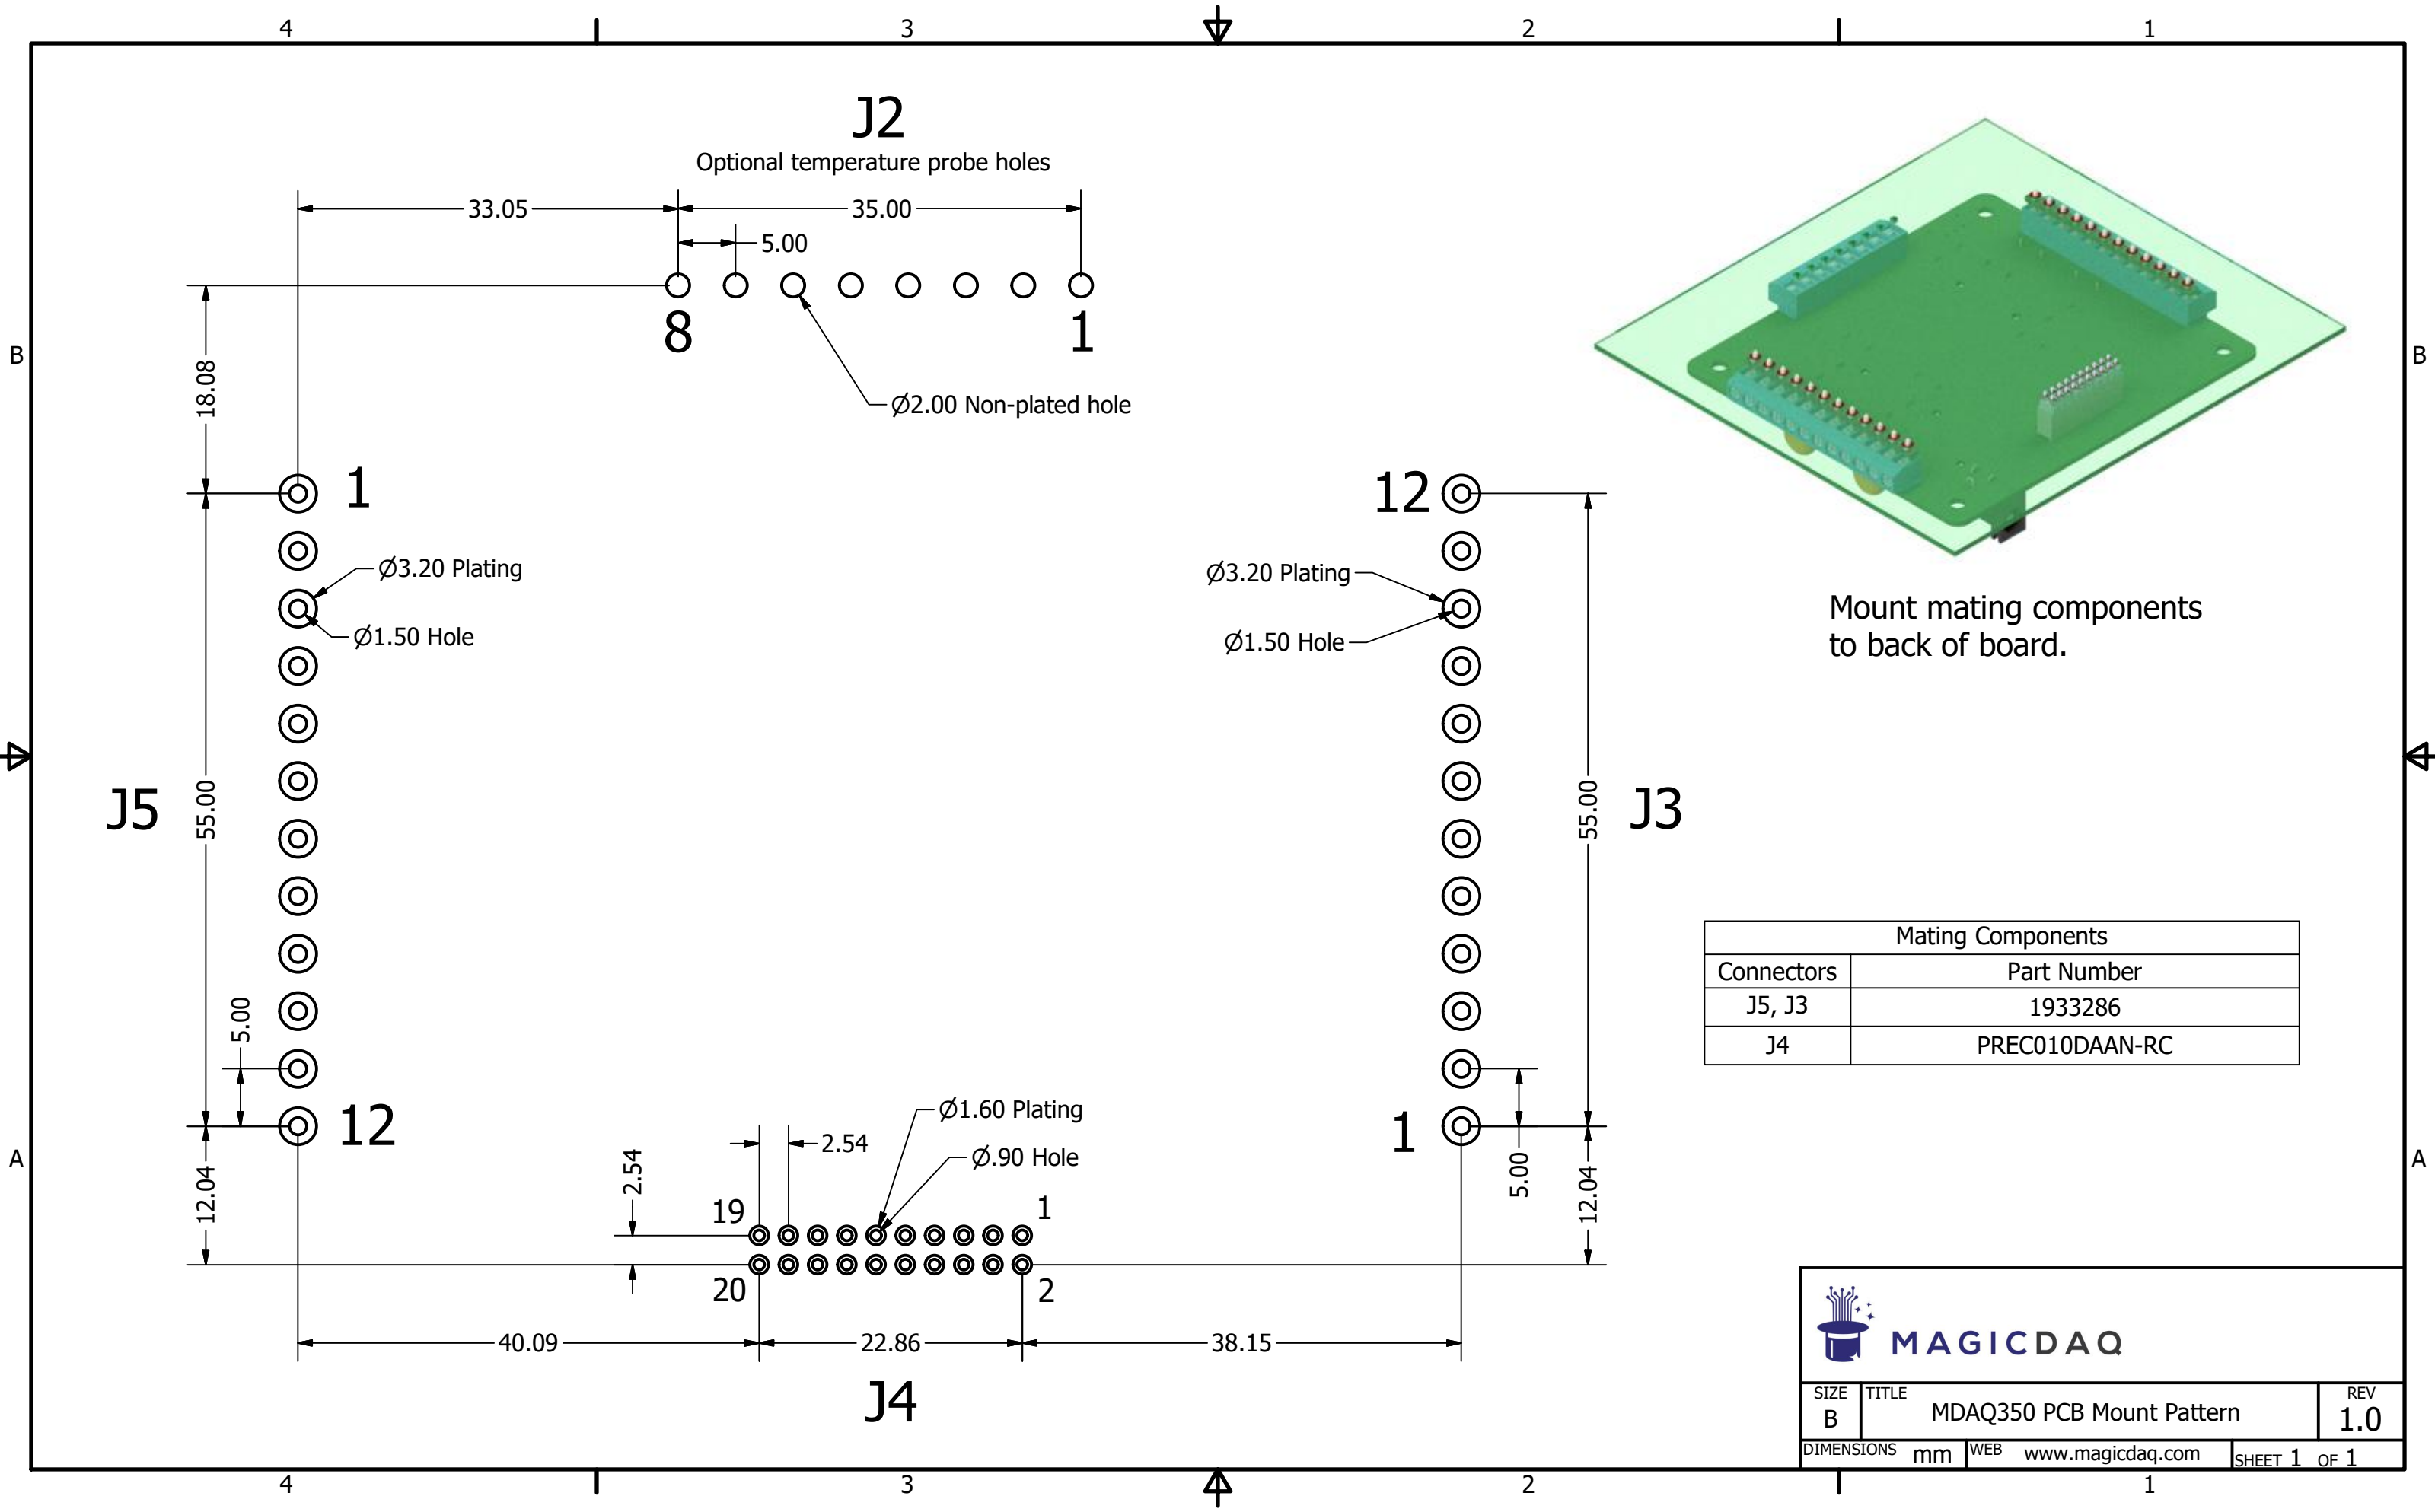 4
3
2
1
J2
Optional temperature probe holes
33.05
35.00
5.00
8
1
B
B
18.08
Ø2.00 Non-plated hole
1
12
Ø3.20 Plating
Ø1.50 Hole
Ø3.20 Plating
Ø1.50 Hole
Mount mating components
to back of board.
J5
55.00
55.00
J3
Mating Components
Connectors Part Number
J5, J3 1933286
J4 PREC010DAAN-RC
5.00
12
1
Ø1.60 Plating
2.54
Ø.90 Hole
2.54
A
A
12.04
5.00
12.04
19
1
20
2
40.09
22.86
38.15
J4
MAGICDAQ
SIZE
B
TITLE
MDAQ350 PCB Mount Pattern
REV
1.0
DIMENSIONS mm
WEB www.magicdaq.com
SHEET 1 OF 1
4
3
2
1